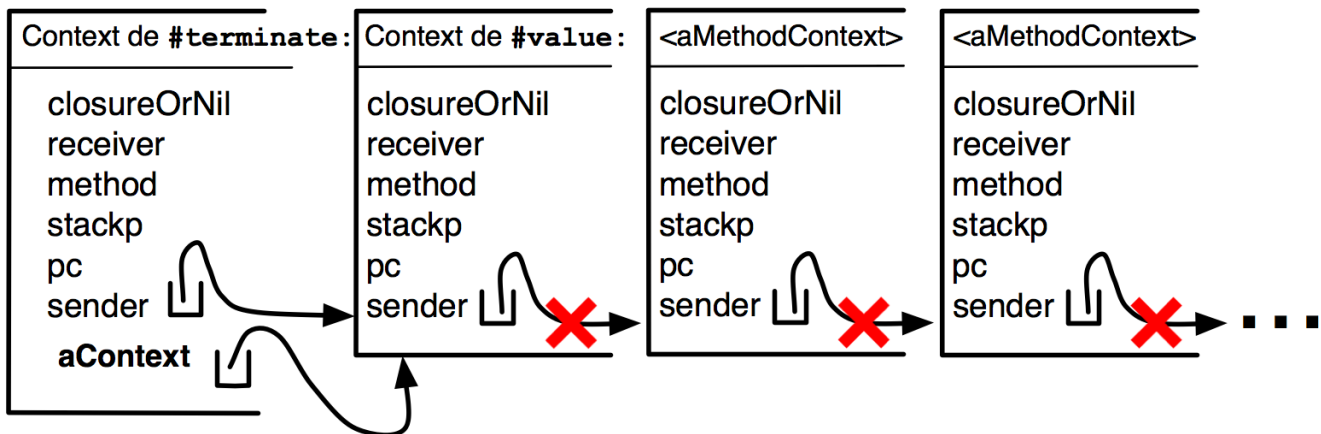 Context de #terminate:
closureOrNil
receiver
method
stackp
pc
sender
aContext
Context de #value:
closureOrNil
receiver
method
stackp
pc
sender
<aMethodContext>
closureOrNil
receiver
method
stackp
pc
sender
<aMethodContext>
closureOrNil
receiver
method
stackp
pc
sender
...